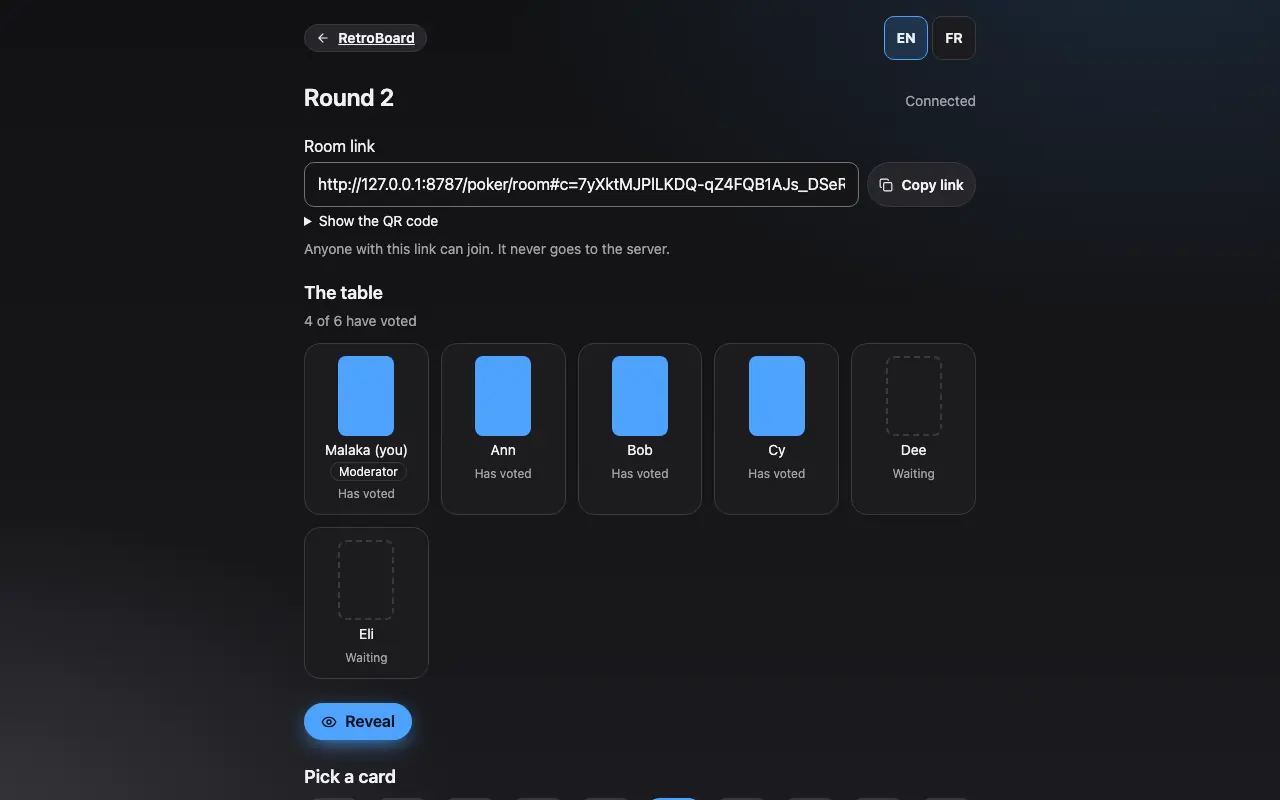 RetroBoard
EN
FR
Round 2
Connected
Room link
http://127.0.0.1:8787/poker/room#c=7yXktMJPlLKDQ-qZ4FQB1AJs_DSeR
Copy link
Show the QR code
Anyone with this link can join. It never goes to the server.
The table
4 of 6 have voted
Malaka (you)
Moderator
Has voted
Ann
Has voted
Bob
Has voted
Cy
Has voted
Dee
Waiting
Eli
Waiting
Reveal
Pick a card